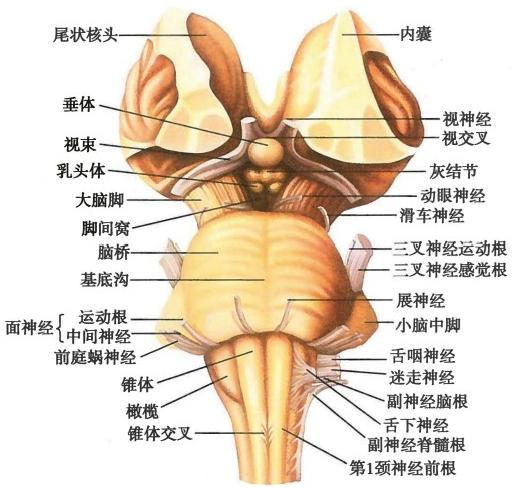 尾状核头
内囊
垂体
视神经
视交叉
视束
乳头体
灰结节
大脑脚
动眼神经
脚间窝
滑车神经
脑桥
三叉神经运动根
基底沟
三叉神经感觉根
展神经
面神经{运动根
中间神经
小脑中脚
前庭蜗神经
舌咽神经
锥体
迷走神经
橄榄
副神经脑根
锥体交叉
舌下神经
副神经脊髓根
第1颈神经前根